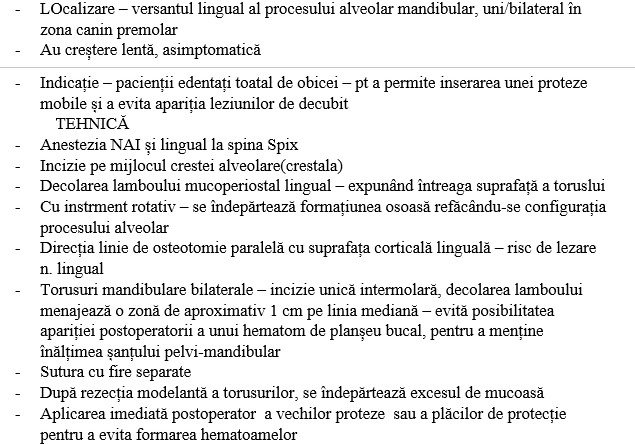 - LOcalizare – versantul lingual al procesului alveolar mandibular, uni/bilateral în
zona canin premolar
- Au creștere lentă, asimptomatică
- Indicație – pacienții edentați toatal de obicei – pt a permite inserarea unei proteze
mobile și a evita apariția leziunilor de decubit
TEHNICĂ
- Anestezia NAI și lingual la spina Spix
- Incizie pe mijlocul crestei alveolare(crestala)
- Decolarea lamboului mucoperiostal lingual – expunând întreaga suprafață a toruslui
- Cu instrment rotativ – se îndepărtează formațiunea osoasă refăcându-se configurația
procesului alveolar
- Direcția linie de osteotomie paralelă cu suprafața corticală linguală – risc de lezare
n. lingual
- Torusuri mandibulare bilaterale – incizie unică intermolară, decolarea lamboului
menajează o zonă de aproximativ 1 cm pe linia mediană – evită posibilitatea
apariției postoperatorii a unui hematom de planșeu bucal, pentru a menține
înălțimea șanțului pelvi-mandibular
- Sutura cu fire separate
- După rezecția modelantă a torusurilor, se îndepărtează excesul de mucoasă
- Aplicarea imediată postoperator a vechilor proteze sau a plăcilor de protecție
pentru a evita formarea hematoamelor